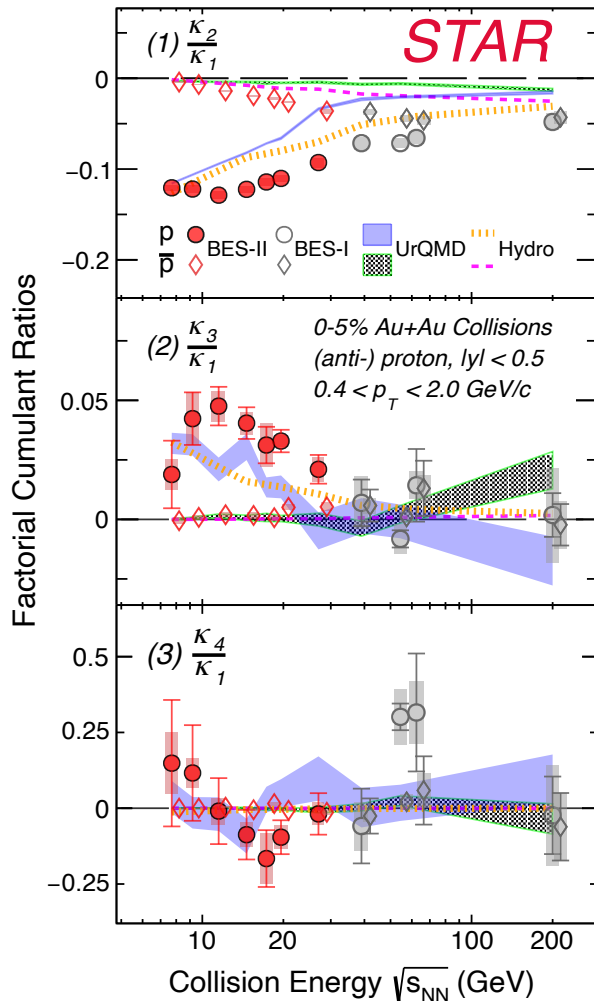 STAR
(1) κ2/κ1
0
−0.1
−0.2
p
p̅
BES-II
BES-I
UrQMD
Hydro
Factorial Cumulant Ratios
(2) κ3/κ1
0-5% Au+Au Collisions
(anti-) proton, |y| < 0.5
0.4 < p_T < 2.0 GeV/c
0.05
0
(3) κ4/κ1
0.5
0.25
0
−0.25
10 20 100 200
Collision Energy √s_NN (GeV)